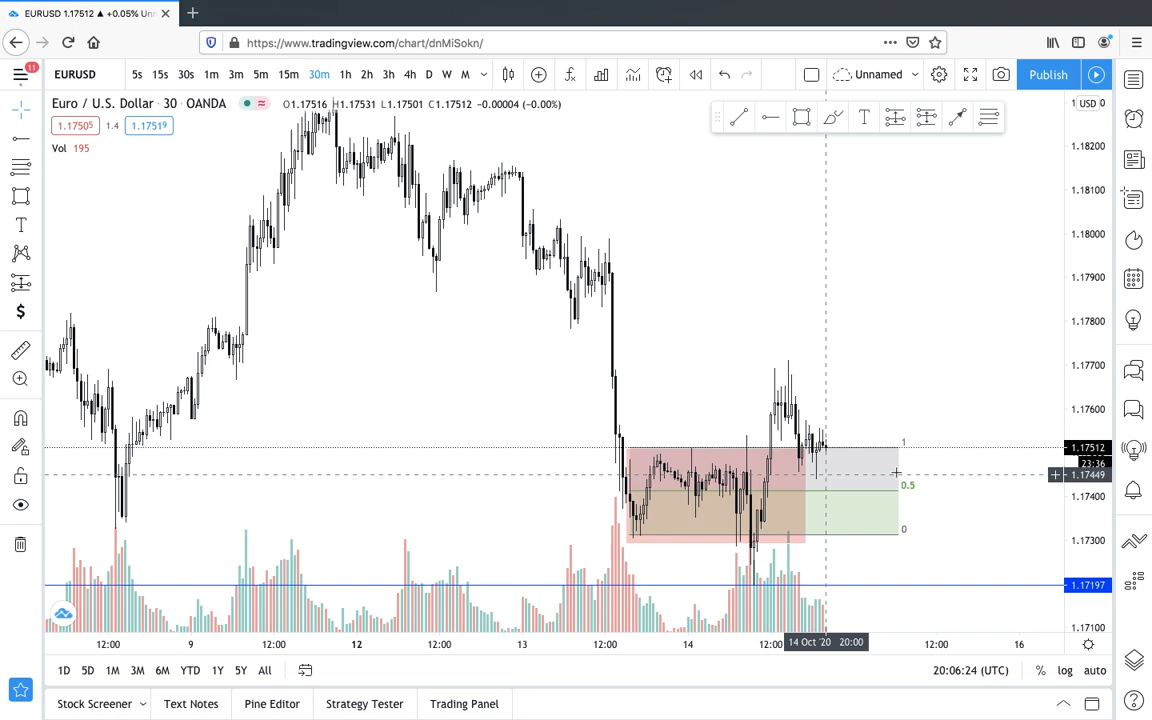 EURUSD 1.17512 ▲ +0.05% Unn
https://www.tradingview.com/chart/dnMiSokn/
11
EURUSD 5s 15s 30s 1m 3m 5m 15m 30m 1h 2h 3h 4h D W M Unnamed Publish
Euro / U.S. Dollar · 30 · OANDA O1.17516 H1.17531 L1.17501 C1.17512 −0.00004 (−0.00%)
1.17505 1.4 1.17519
Vol 195
USD
1.18200
1.18100
1.18000
1.17900
1.17800
1.17700
1.17600
1
1.17512
23:36
1.17449
0.5
1.17400
0
1.17300
1.17197
1.17100
12:00 9 12:00 12 12:00 13 12:00 14 12:00 14 Oct '20 20:00 12:00 16
1D 5D 1M 3M 6M YTD 1Y 5Y All 20:06:24 (UTC) % log auto
Stock Screener Text Notes Pine Editor Strategy Tester Trading Panel